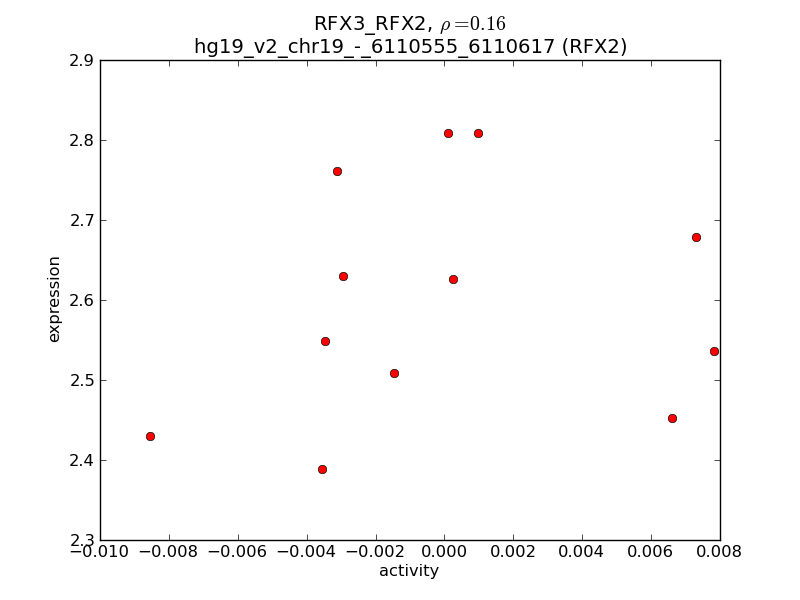 RFX3_RFX2, ρ=0.16
hg19_v2_chr19_-_6110555_6110617 (RFX2)
2.9
2.8
2.7
2.6
2.5
2.4
2.3
expression
−0.010 −0.008 −0.006 −0.004 −0.002 0.000 0.002 0.004 0.006 0.008
activity